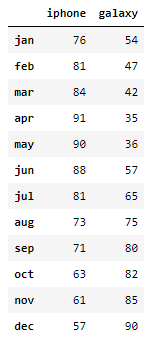 iphone galaxy
jan 76 54
feb 81 47
mar 84 42
apr 91 35
may 90 36
jun 88 57
jul 81 65
aug 73 75
sep 71 80
oct 63 82
nov 61 85
dec 57 90